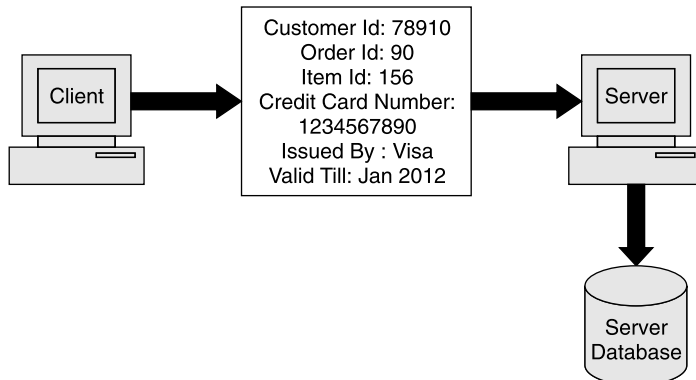 Client
Customer Id: 78910
Order Id: 90
Item Id: 156
Credit Card Number:
1234567890
Issued By : Visa
Valid Till: Jan 2012
Server
Server
Database